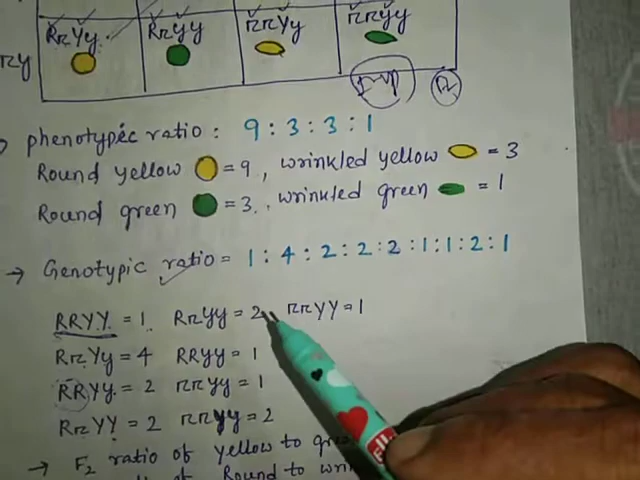 RrYy Rryy rrYy rryy
ry
phenotypic ratio : 9 : 3 : 3 : 1
Round yellow = 9, wrinkled yellow = 3
Round green = 3, wrinkled green = 1
→ Genotypic ratio = 1 : 4 : 2 : 2 : 2 : 1 : 1 : 2 : 1
RRYY = 1 Rryy = 2 rrYY = 1
RrYy = 4 RRyy = 1
RRYy = 2 rryy = 1
RrYY = 2 rrYy = 2
→ F2 ratio of yellow to
of Round to